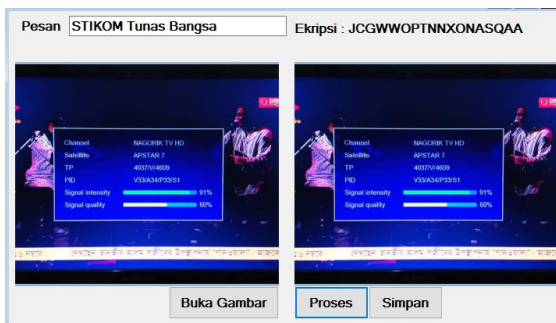 Pesan STIKOM Tunas Bangsa Ekripsi : JCGWWOPTNNXONASQAA
Channel NAGORIK TV HD
Satellite APSTAR 7
TP 4037/V/4609
PID V33/A34/P33/S1
Signal intensity 91%
Signal quality 60%
Channel NAGORIK TV HD
Satellite APSTAR 7
TP 4037/V/4609
PID V33/A34/P33/S1
Signal intensity 91%
Signal quality 60%
Buka Gambar Proses Simpan